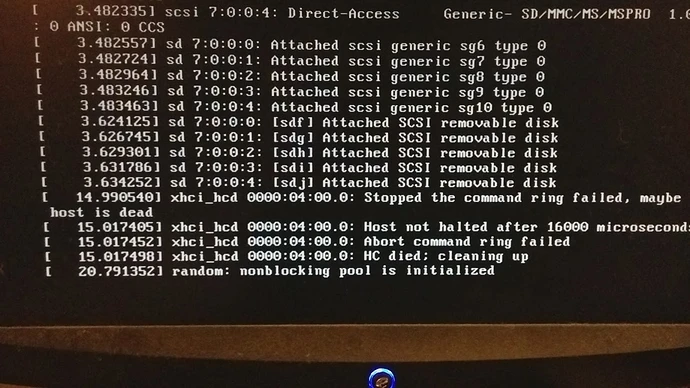 [    3.482335] scsi 7:0:0:4: Direct-Access     Generic- SD/MMC/MS/MSPRO  1.0
: 0 ANSI: 0 CCS
[    3.482557] sd 7:0:0:0: Attached scsi generic sg6 type 0
[    3.482724] sd 7:0:0:1: Attached scsi generic sg7 type 0
[    3.482964] sd 7:0:0:2: Attached scsi generic sg8 type 0
[    3.483246] sd 7:0:0:3: Attached scsi generic sg9 type 0
[    3.483463] sd 7:0:0:4: Attached scsi generic sg10 type 0
[    3.624125] sd 7:0:0:0: [sdf] Attached SCSI removable disk
[    3.626745] sd 7:0:0:1: [sdg] Attached SCSI removable disk
[    3.629301] sd 7:0:0:2: [sdh] Attached SCSI removable disk
[    3.631786] sd 7:0:0:3: [sdi] Attached SCSI removable disk
[    3.634252] sd 7:0:0:4: [sdj] Attached SCSI removable disk
[   14.990540] xhci_hcd 0000:04:00.0: Stopped the command ring failed, maybe
host is dead
[   15.017405] xhci_hcd 0000:04:00.0: Host not halted after 16000 microseconds
[   15.017452] xhci_hcd 0000:04:00.0: Abort command ring failed
[   15.017498] xhci_hcd 0000:04:00.0: HC died; cleaning up
[   20.791352] random: nonblocking pool is initialized